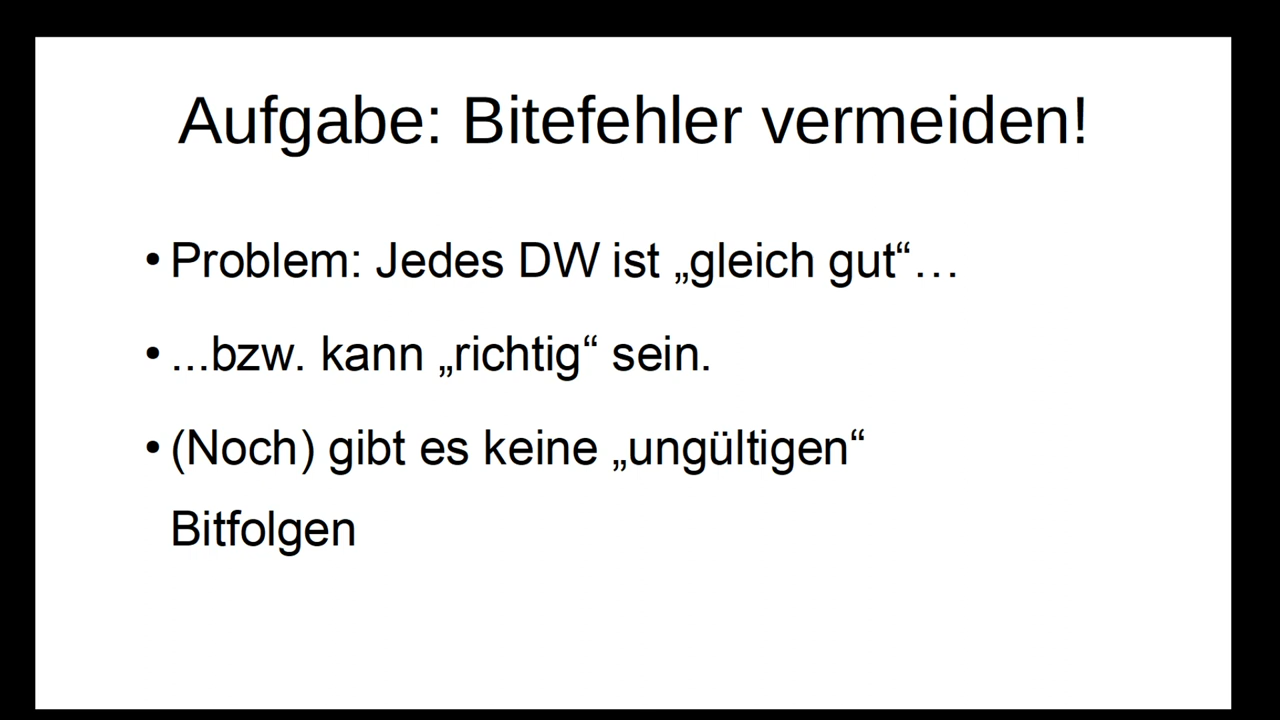 Aufgabe: Bitefehler vermeiden!
• Problem: Jedes DW ist „gleich gut“…
• ...bzw. kann „richtig“ sein.
• (Noch) gibt es keine „ungültigen“
Bitfolgen